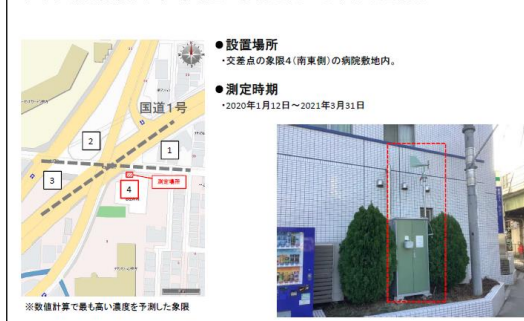 ●設置場所
・交差点の象限4(南東側)の病院敷地内。
●測定時期
・2020年1月12日~2021年3月31日
国道1号
2
1
3
4
測定場所
※数値計算で最も高い濃度を予測した象限